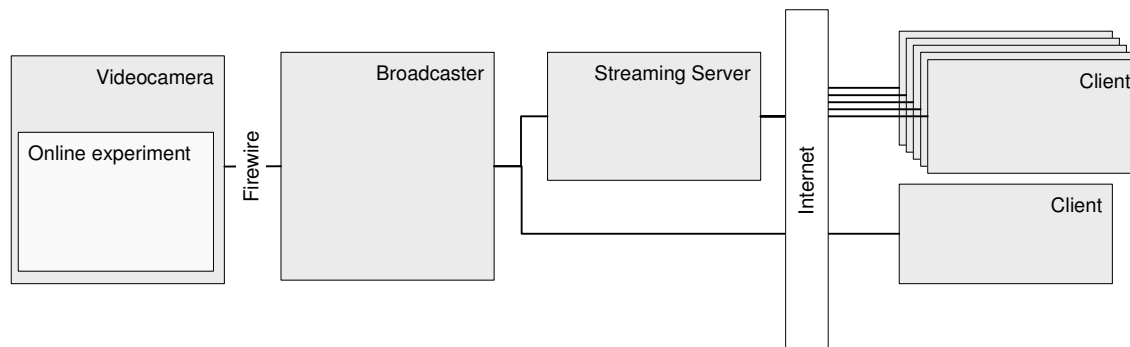 Videocamera
Online experiment
Firewire
Broadcaster
Streaming Server
Internet
Client
Client